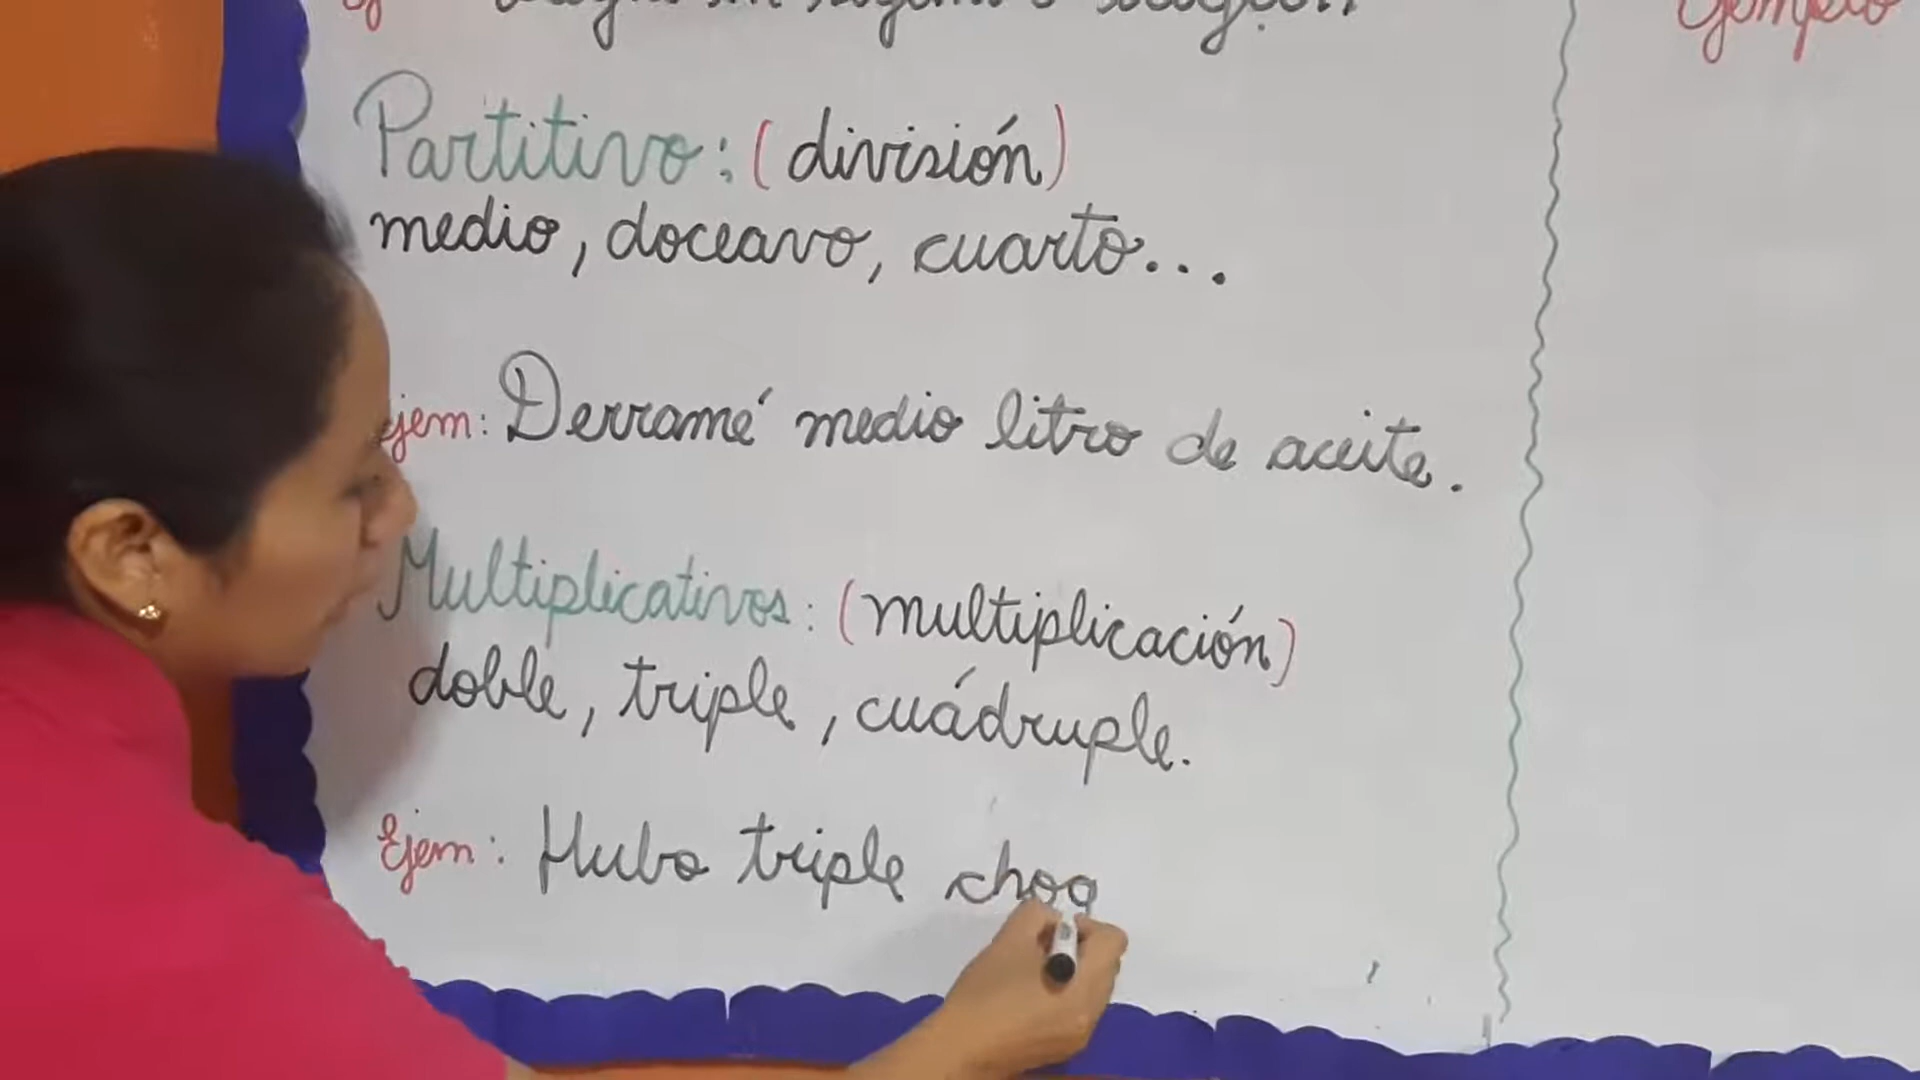 Ejemplo
Partitivo: (división)
medio, doceavo, cuarto...
ejem: Derramé medio litro de aceite.
Multiplicativos: (multiplicación)
doble, triple, cuádruple.
Ejem: Hubo triple choq